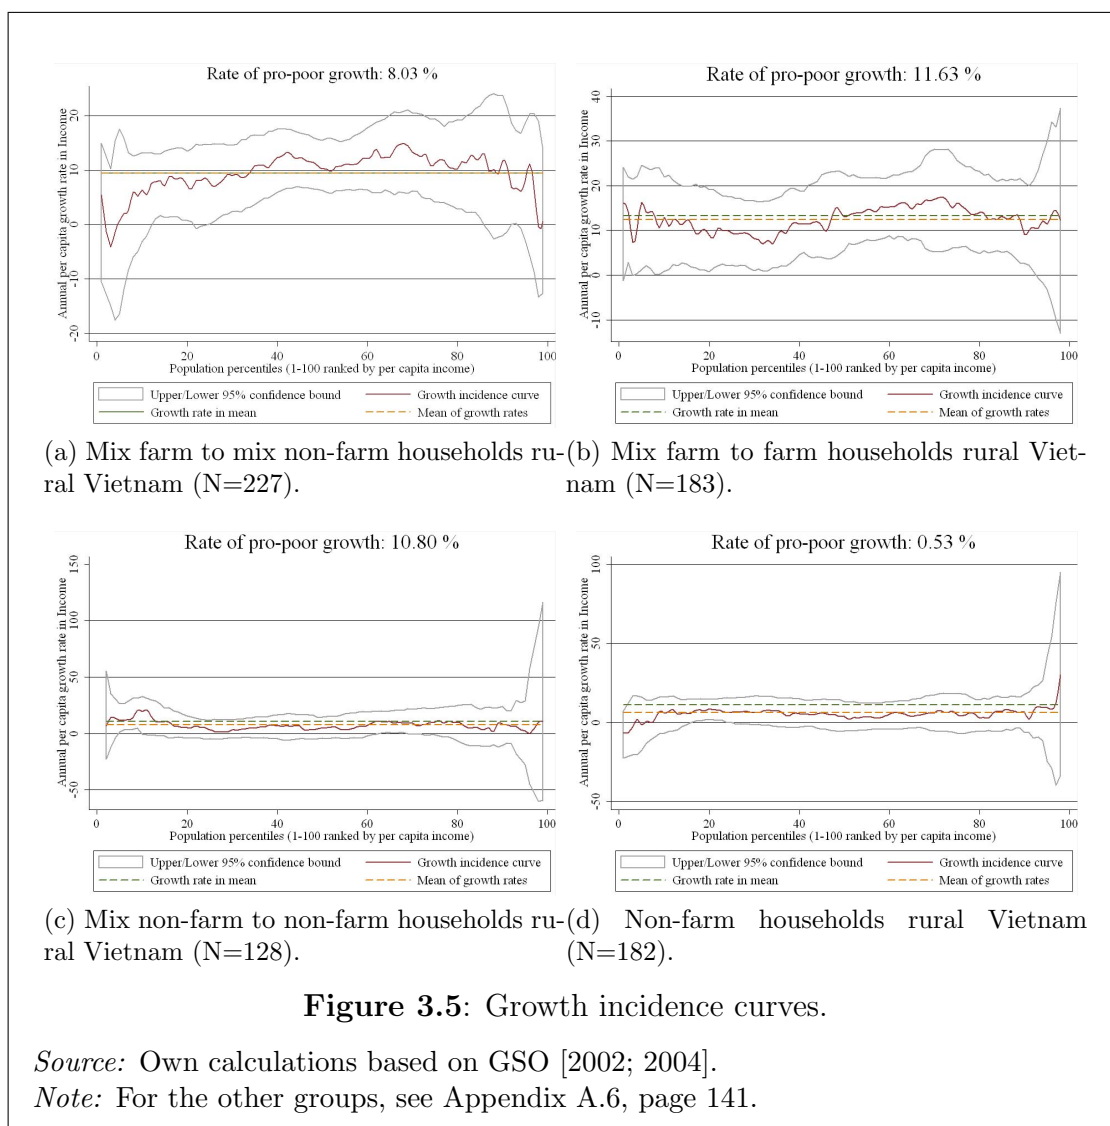 Rate of pro-poor growth: 8.03 %
Annual per capita growth rate in Income
20
10
0
-10
-20
0 20 40 60 80 100
Population percentiles (1-100 ranked by per capita income)
Upper/Lower 95% confidence bound Growth incidence curve
Growth rate in mean Mean of growth rates
(a) Mix farm to mix non-farm households ru-
ral Vietnam (N=227).
Rate of pro-poor growth: 11.63 %
Annual per capita growth rate in Income
40
30
20
10
0
-10
0 20 40 60 80 100
Population percentiles (1-100 ranked by per capita income)
Upper/Lower 95% confidence bound Growth incidence curve
Growth rate in mean Mean of growth rates
(b) Mix farm to farm households rural Viet-
nam (N=183).
Rate of pro-poor growth: 10.80 %
Annual per capita growth rate in Income
150
100
50
0
-50
0 20 40 60 80 100
Population percentiles (1-100 ranked by per capita income)
Upper/Lower 95% confidence bound Growth incidence curve
Growth rate in mean Mean of growth rates
(c) Mix non-farm to non-farm households ru-
ral Vietnam (N=128).
Rate of pro-poor growth: 0.53 %
Annual per capita growth rate in Income
100
50
0
-50
0 20 40 60 80 100
Population percentiles (1-100 ranked by per capita income)
Upper/Lower 95% confidence bound Growth incidence curve
Growth rate in mean Mean of growth rates
(d) Non-farm households rural Vietnam
(N=182).
Figure 3.5: Growth incidence curves.
Source: Own calculations based on GSO [2002; 2004].
Note: For the other groups, see Appendix A.6, page 141.